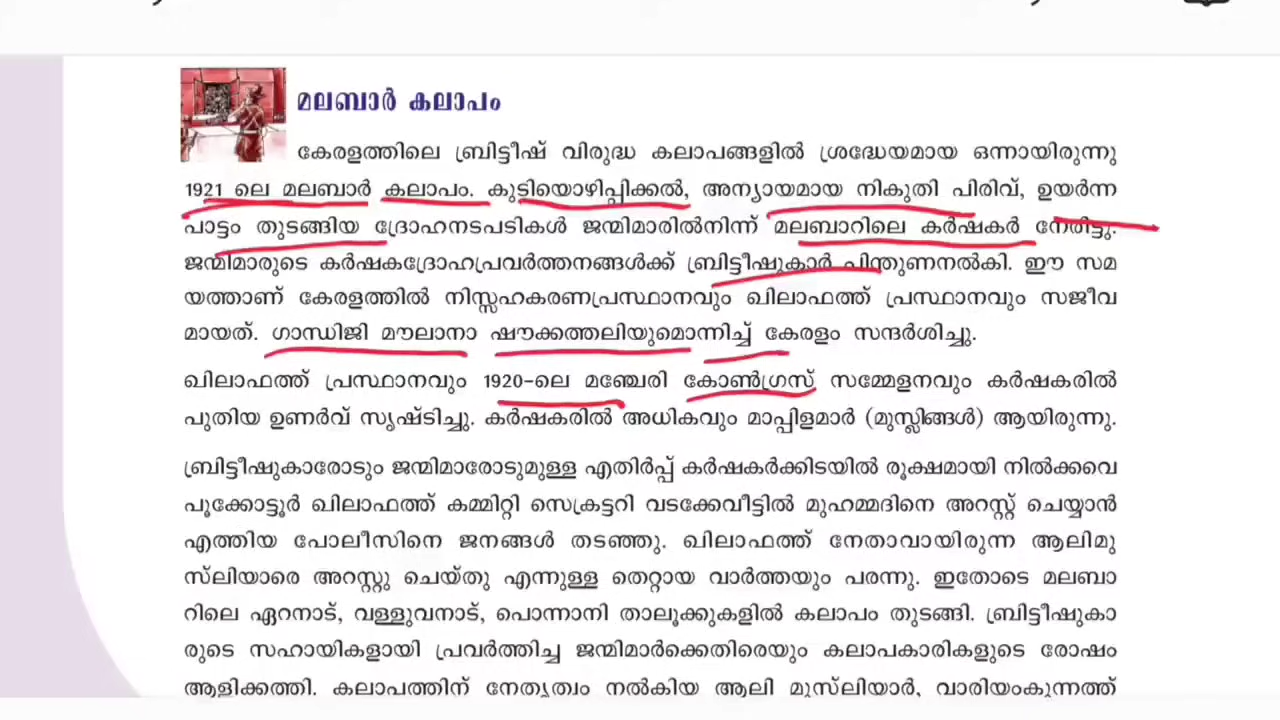 മലബാർ കലാപം
കേരളത്തിലെ ബ്രിട്ടീഷ് വിരുദ്ധ കലാപങ്ങളിൽ ശ്രദ്ധേയമായ ഒന്നായിരുന്നു
1921 ലെ മലബാർ കലാപം. കുടിയൊഴിപ്പിക്കൽ, അന്യായമായ നികുതി പിരിവ്, ഉയർന്ന
പാട്ടം തുടങ്ങിയ ദ്രോഹനടപടികൾ ജന്മിമാരിൽനിന്ന് മലബാറിലെ കർഷകർ നേരിട്ടു.
ജന്മിമാരുടെ കർഷകദ്രോഹപ്രവർത്തനങ്ങൾക്ക് ബ്രിട്ടീഷുകാർ പിന്തുണനൽകി. ഈ സമ
യത്താണ് കേരളത്തിൽ നിസ്സഹകരണപ്രസ്ഥാനവും ഖിലാഫത്ത് പ്രസ്ഥാനവും സജീവ
മായത്. ഗാന്ധിജി മൗലാനാ ഷൗക്കത്തലിയുമൊന്നിച്ച് കേരളം സന്ദർശിച്ചു.
ഖിലാഫത്ത് പ്രസ്ഥാനവും 1920-ലെ മഞ്ചേരി കോൺഗ്രസ് സമ്മേളനവും കർഷകരിൽ
പുതിയ ഉണർവ് സൃഷ്ടിച്ചു. കർഷകരിൽ അധികവും മാപ്പിളമാർ (മുസ്ലിങ്ങൾ) ആയിരുന്നു.
ബ്രിട്ടീഷുകാരോടും ജന്മിമാരോടുമുള്ള എതിർപ്പ് കർഷകർക്കിടയിൽ രൂക്ഷമായി നിൽക്കവെ
പൂക്കോട്ടൂർ ഖിലാഫത്ത് കമ്മിറ്റി സെക്രട്ടറി വടക്കേവീട്ടിൽ മുഹമ്മദിനെ അറസ്റ്റ് ചെയ്യാൻ
എത്തിയ പോലീസിനെ ജനങ്ങൾ തടഞ്ഞു. ഖിലാഫത്ത് നേതാവായിരുന്ന ആലിമു
സ്‌ലിയാരെ അറസ്റ്റു ചെയ്തു എന്നുള്ള തെറ്റായ വാർത്തയും പരന്നു. ഇതോടെ മലബാ
റിലെ ഏറനാട്, വള്ളുവനാട്, പൊന്നാനി താലൂക്കുകളിൽ കലാപം തുടങ്ങി. ബ്രിട്ടീഷുകാ
രുടെ സഹായികളായി പ്രവർത്തിച്ച ജന്മിമാർക്കെതിരെയും കലാപകാരികളുടെ രോഷം
ആളിക്കത്തി. കലാപത്തിന് നേതൃത്വം നൽകിയ ആലി മുസ്‌ലിയാർ, വാരിയംകുന്നത്ത്